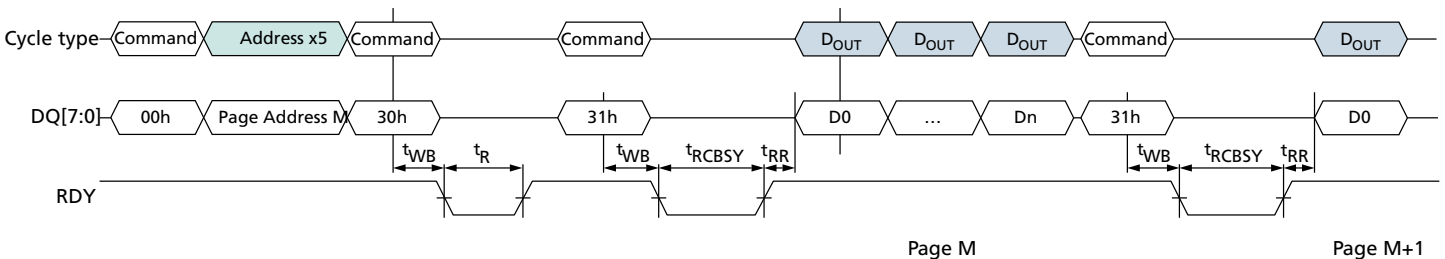 Cycle type Command Address x5 Command Command DOUT DOUT DOUT Command DOUT
DQ[7:0] 00h Page Address M 30h 31h D0 … Dn 31h D0
tWB tR tWB tRCBSY tRR tWB tRCBSY tRR
RDY
Page M Page M+1